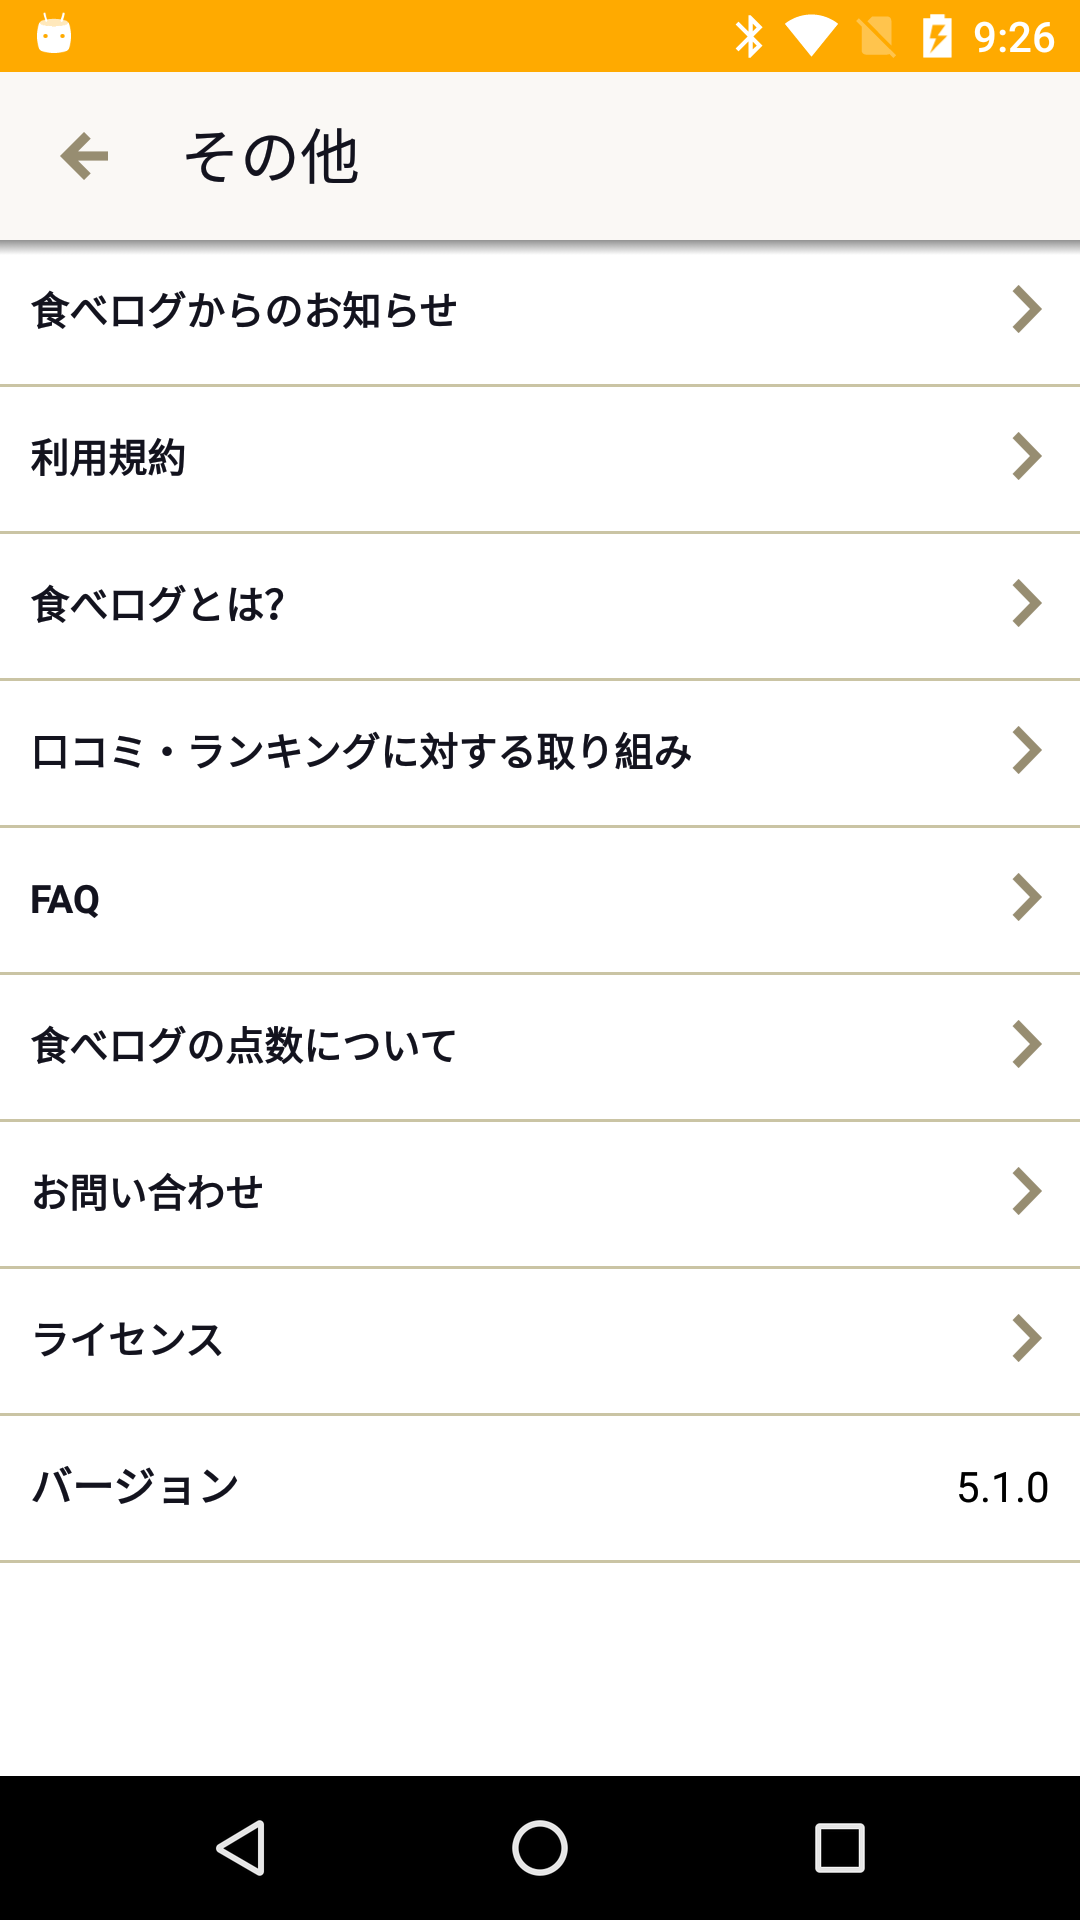 9:26
その他
食べログからのお知らせ
利用規約
食べログとは?
口コミ・ランキングに対する取り組み
FAQ
食べログの点数について
お問い合わせ
ライセンス
バージョン 5.1.0